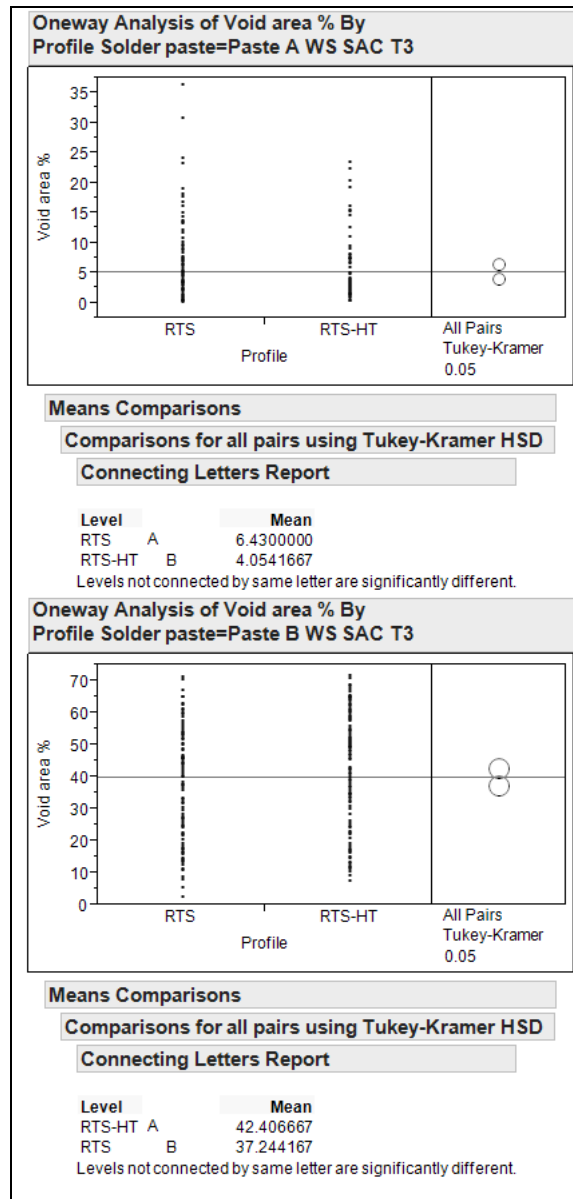 Oneway Analysis of Void area % By
Profile Solder paste=Paste A WS SAC T3
Void area %
35
30
25
20
15
10
5
0
RTS
RTS-HT
Profile
All Pairs
Tukey-Kramer
0.05
Means Comparisons
Comparisons for all pairs using Tukey-Kramer HSD
Connecting Letters Report
Level Mean
RTS A 6.4300000
RTS-HT B 4.0541667
Levels not connected by same letter are significantly different.
Oneway Analysis of Void area % By
Profile Solder paste=Paste B WS SAC T3
Void area %
70
60
50
40
30
20
10
0
RTS
RTS-HT
Profile
All Pairs
Tukey-Kramer
0.05
Means Comparisons
Comparisons for all pairs using Tukey-Kramer HSD
Connecting Letters Report
Level Mean
RTS-HT A 42.406667
RTS B 37.244167
Levels not connected by same letter are significantly different.